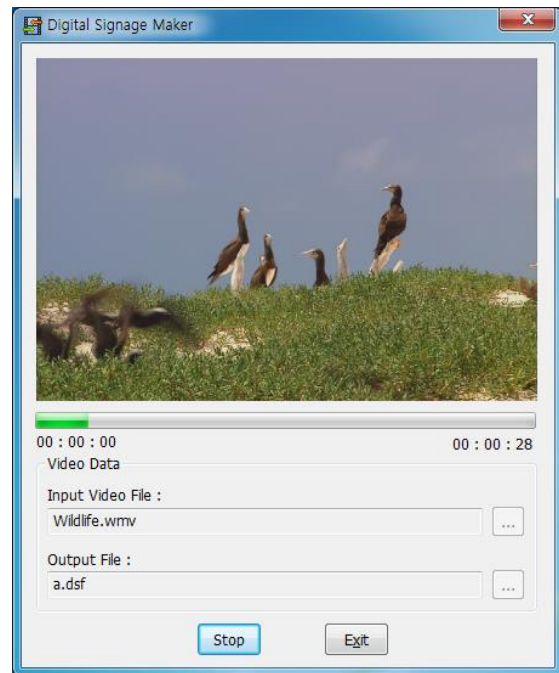 Digital Signage Maker
00 : 00 : 00 00 : 00 : 28
Video Data
Input Video File :
Wildlife.wmv ...
Output File :
a.dsf ...
Stop Exit